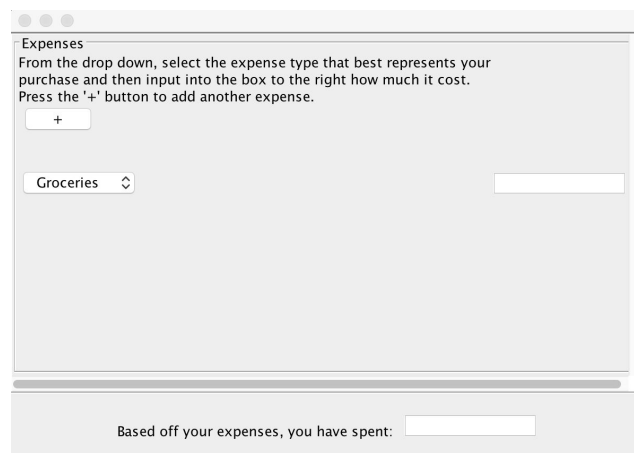 Expenses
From the drop down, select the expense type that best represents your
purchase and then input into the box to the right how much it cost.
Press the '+' button to add another expense.
+
Groceries
Based off your expenses, you have spent: